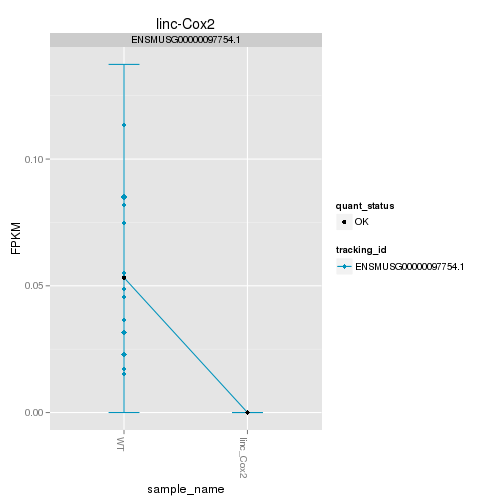 linc-Cox2
ENSMUSG00000097754.1
FPKM
0.10
0.05
0.00
WT
linc_Cox2
sample_name
quant_status
OK
tracking_id
ENSMUSG00000097754.1